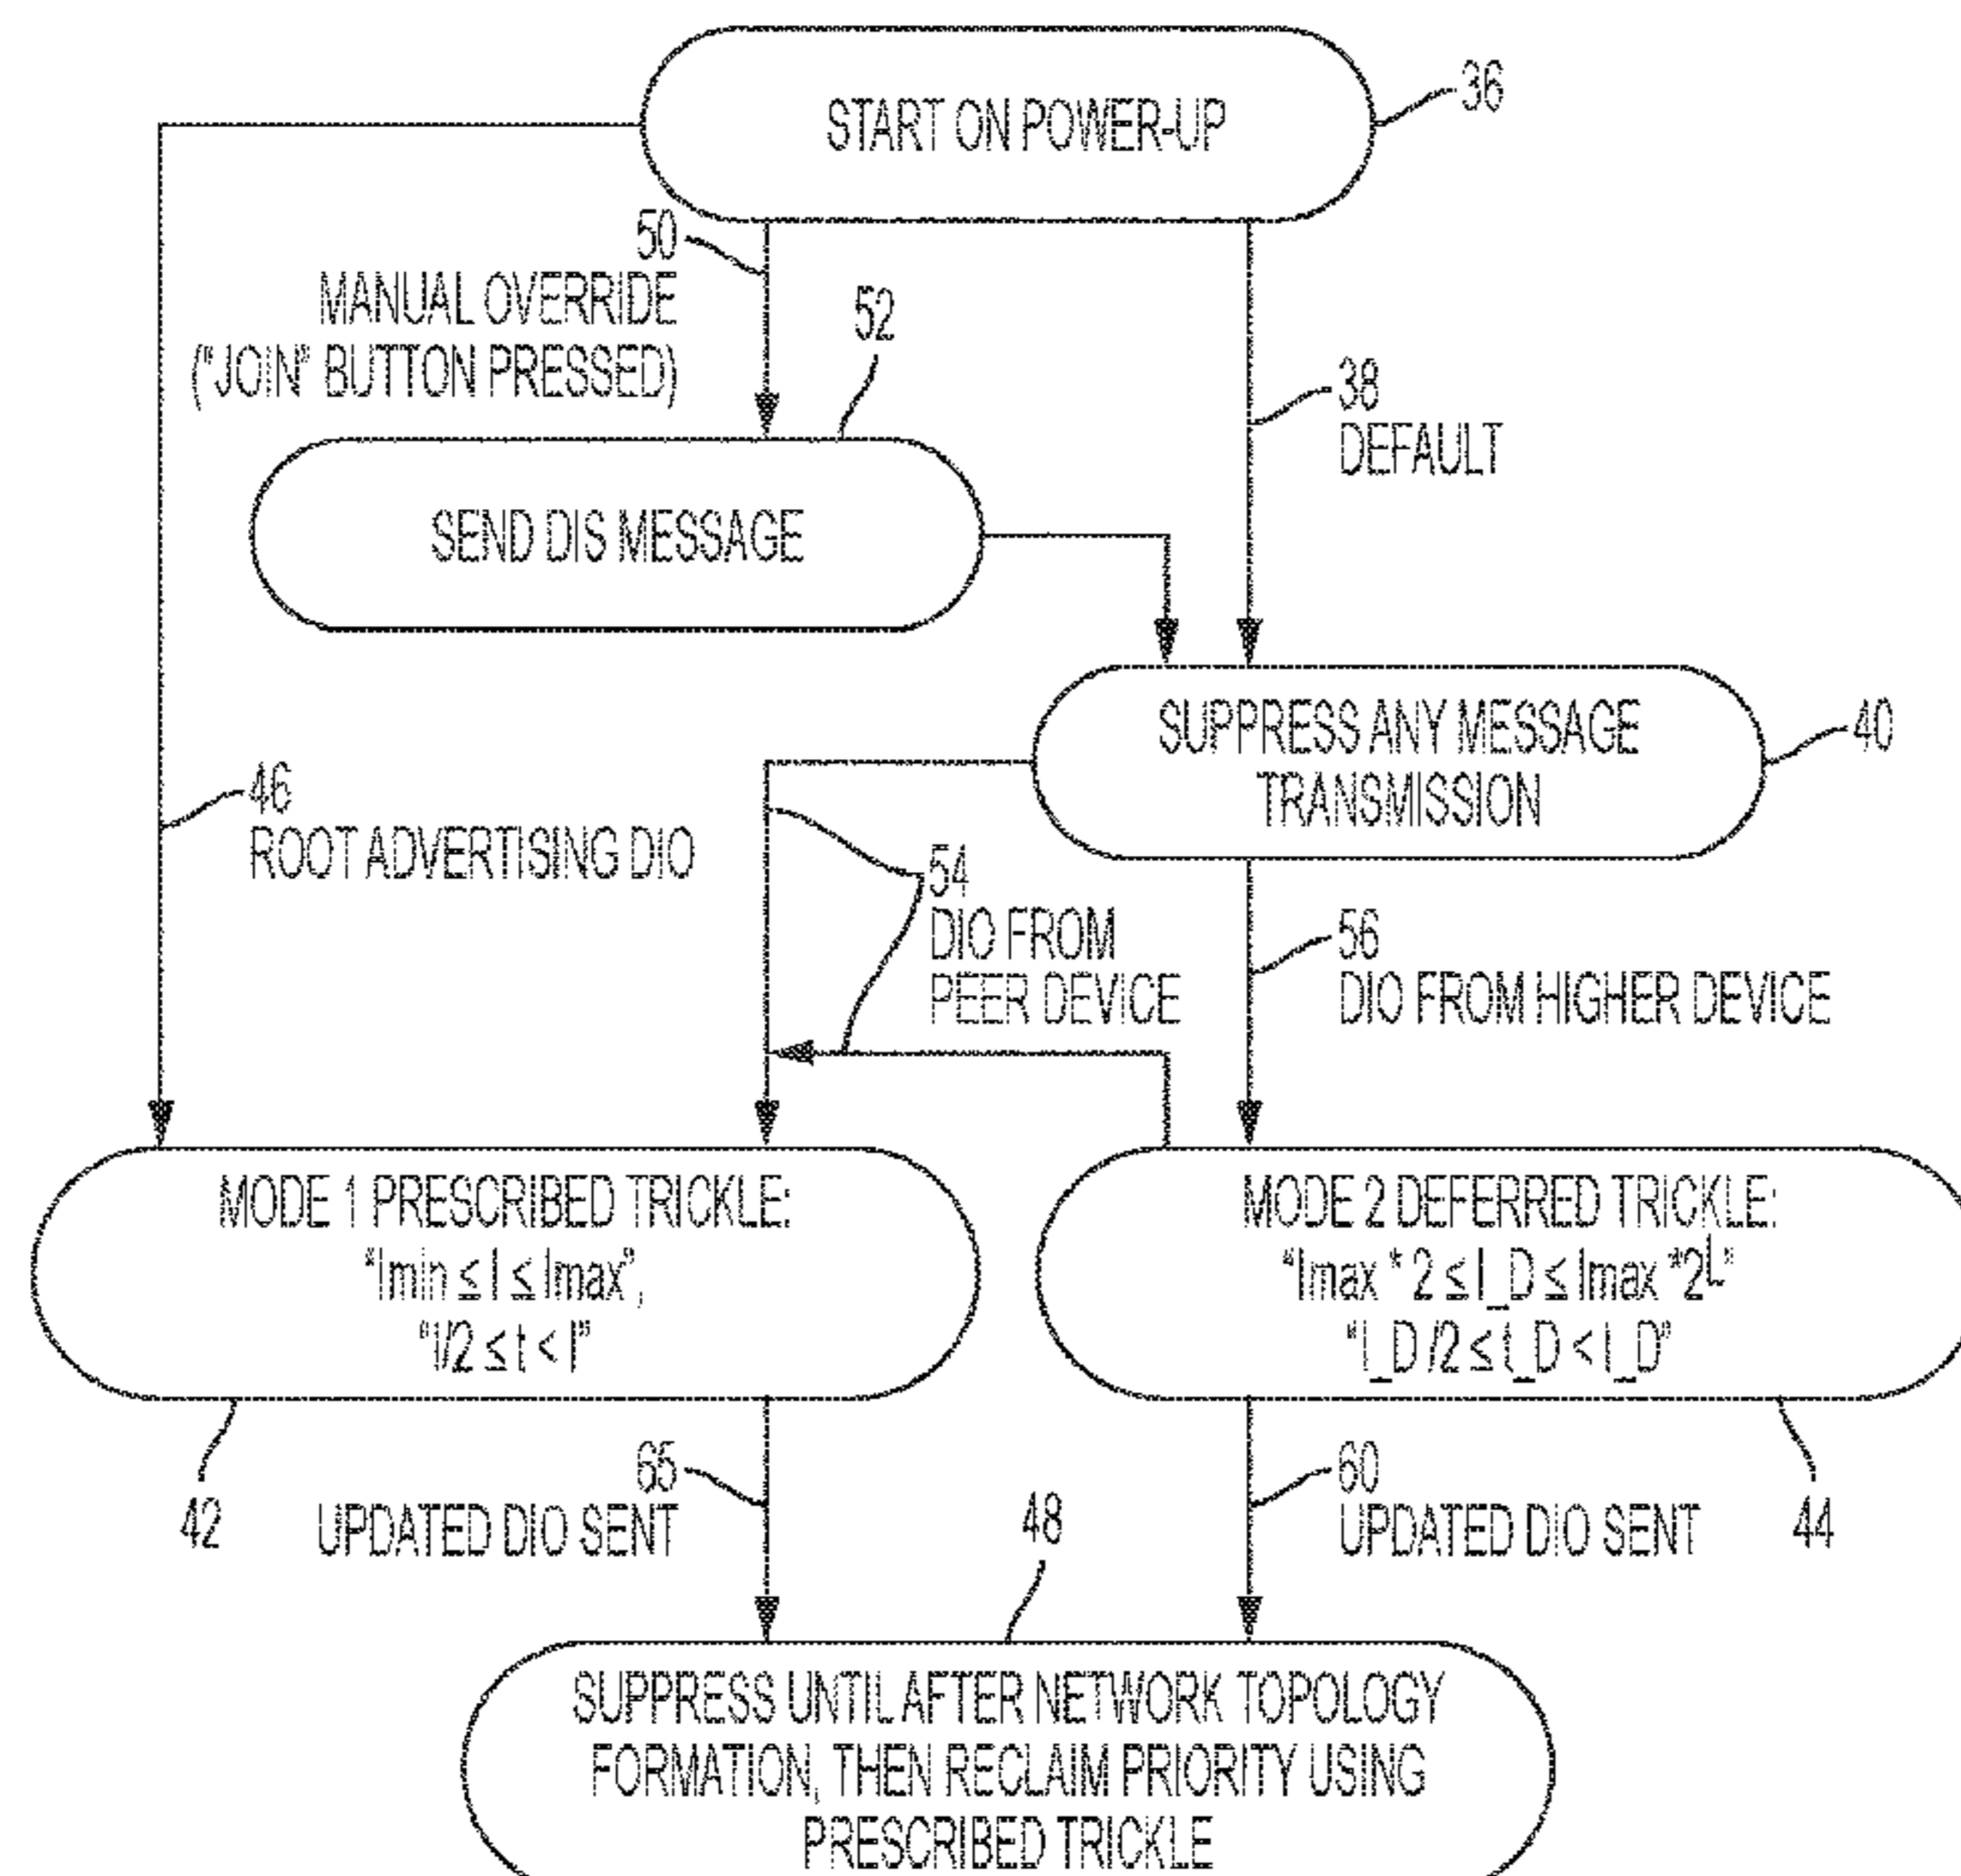 START ON POWER-UP
36
50
MANUAL OVERRIDE
("JOIN" BUTTON PRESSED)
52
38
DEFAULT
SEND DIS MESSAGE
SUPPRESS ANY MESSAGE
TRANSMISSION
40
46
ROOT ADVERTISING DIO
54
DIO FROM
PEER DEVICE
56
DIO FROM HIGHER DEVICE
MODE 1 PRESCRIBED TRICKLE:
"Imin ≤ I ≤ Imax",
"I/2 ≤ t < I"
MODE 2 DEFERRED TRICKLE:
"Imax * 2 ≤ I_D ≤ Imax *2^L"
"I_D /2 ≤ t_D < I_D"
42
65
UPDATED DIO SENT
48
60
UPDATED DIO SENT
44
SUPPRESS UNTIL AFTER NETWORK TOPOLOGY
FORMATION, THEN RECLAIM PRIORITY USING
PRESCRIBED TRICKLE